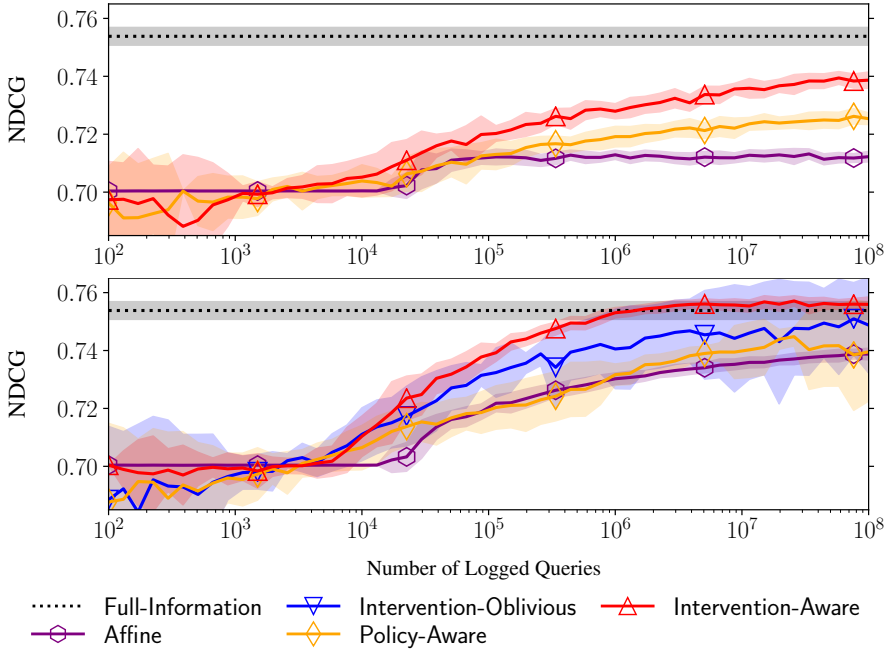 0.76
0.74
0.72
0.70
NDCG
10^2 10^3 10^4 10^5 10^6 10^7 10^8
0.76
0.74
0.72
0.70
NDCG
10^2 10^3 10^4 10^5 10^6 10^7 10^8
Number of Logged Queries
Full-Information Intervention-Oblivious Intervention-Aware
Affine Policy-Aware